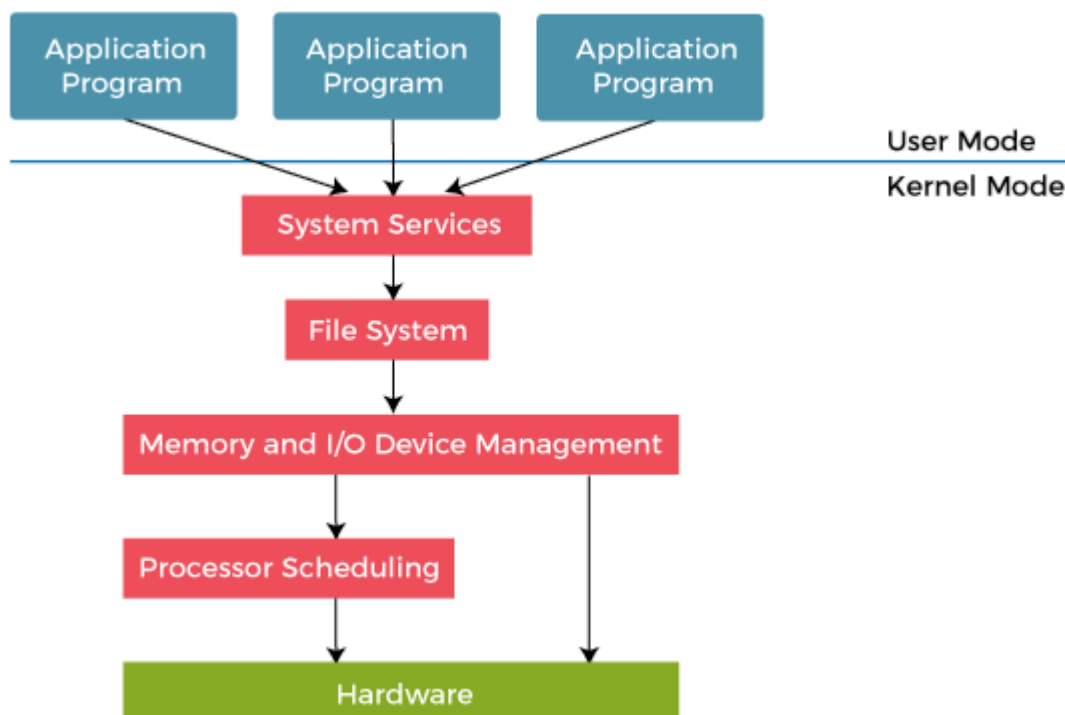 Application
Program
Application
Program
Application
Program
User Mode
Kernel Mode
System Services
File System
Memory and I/O Device Management
Processor Scheduling
Hardware